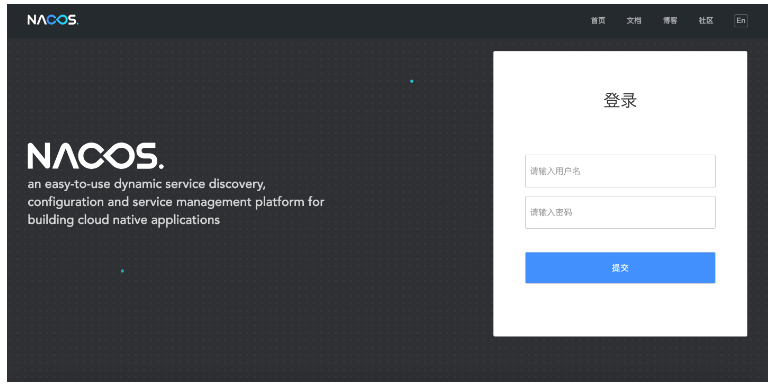 NACOS.
首页 文档 博客 社区 En
登录
NACOS.
an easy-to-use dynamic service discovery,
configuration and service management platform for
building cloud native applications
请输入用户名
请输入密码
提交